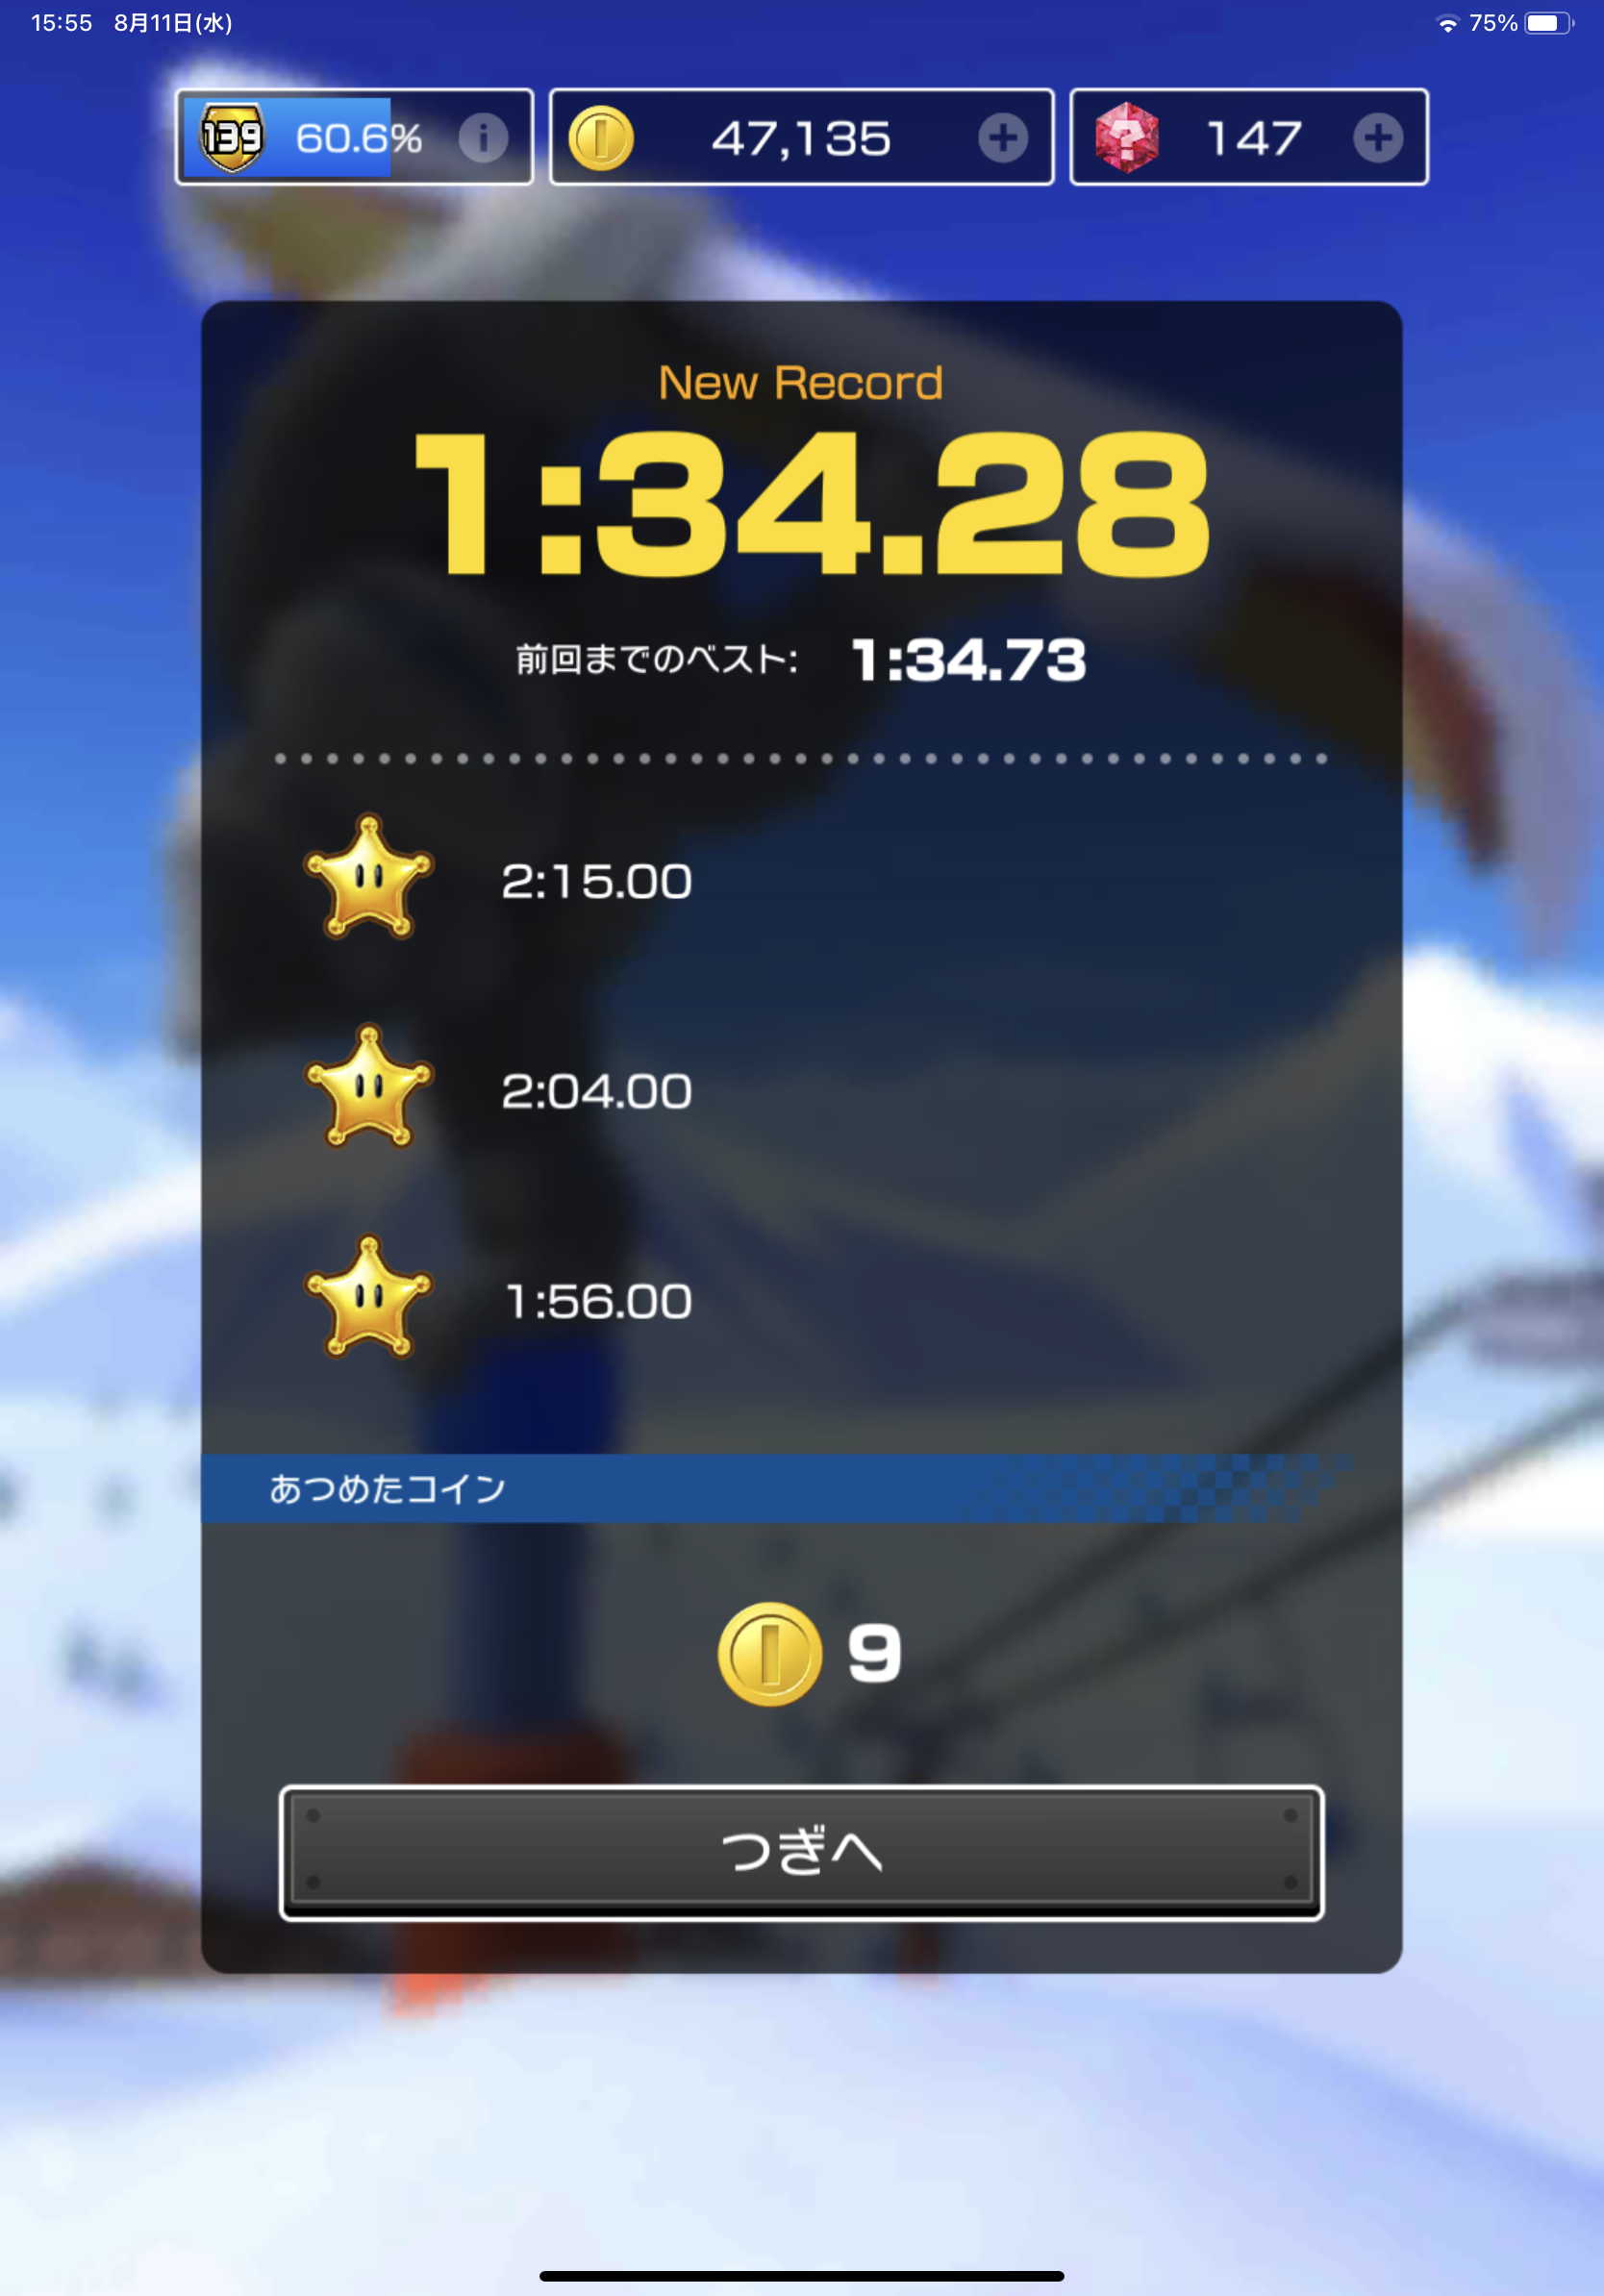 15:55 8月11日(水) 75%
139 60.6% 47,135 147
New Record
1:34.28
前回までのベスト: 1:34.73
2:15.00
2:04.00
1:56.00
あつめたコイン
9
つぎへ